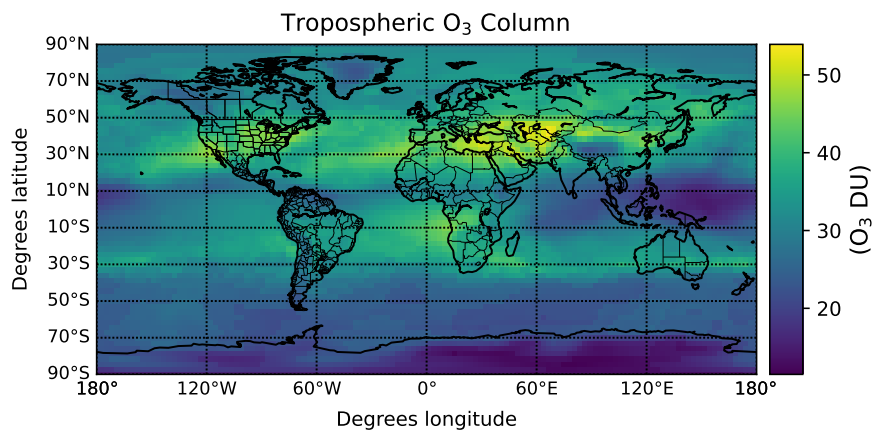 Tropospheric O₃ Column
90°N
70°N
50°N
30°N
10°N
10°S
30°S
50°S
70°S
90°S
Degrees latitude
180° 120°W 60°W 0° 60°E 120°E 180°
Degrees longitude
50
40
30
20
(O₃ DU)